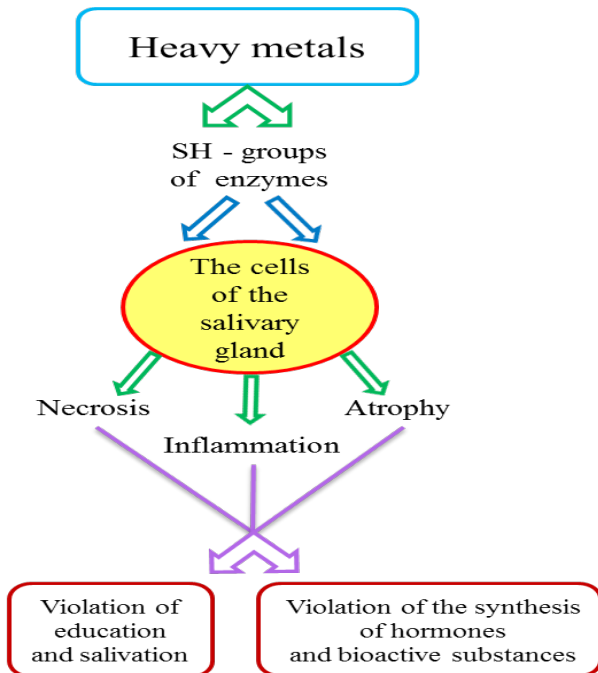 Heavy metals
SH - groups
of enzymes
The cells
of the
salivary
gland
Necrosis
Atrophy
Inflammation
Violation of
education
and salivation
Violation of the synthesis
of hormones
and bioactive substances